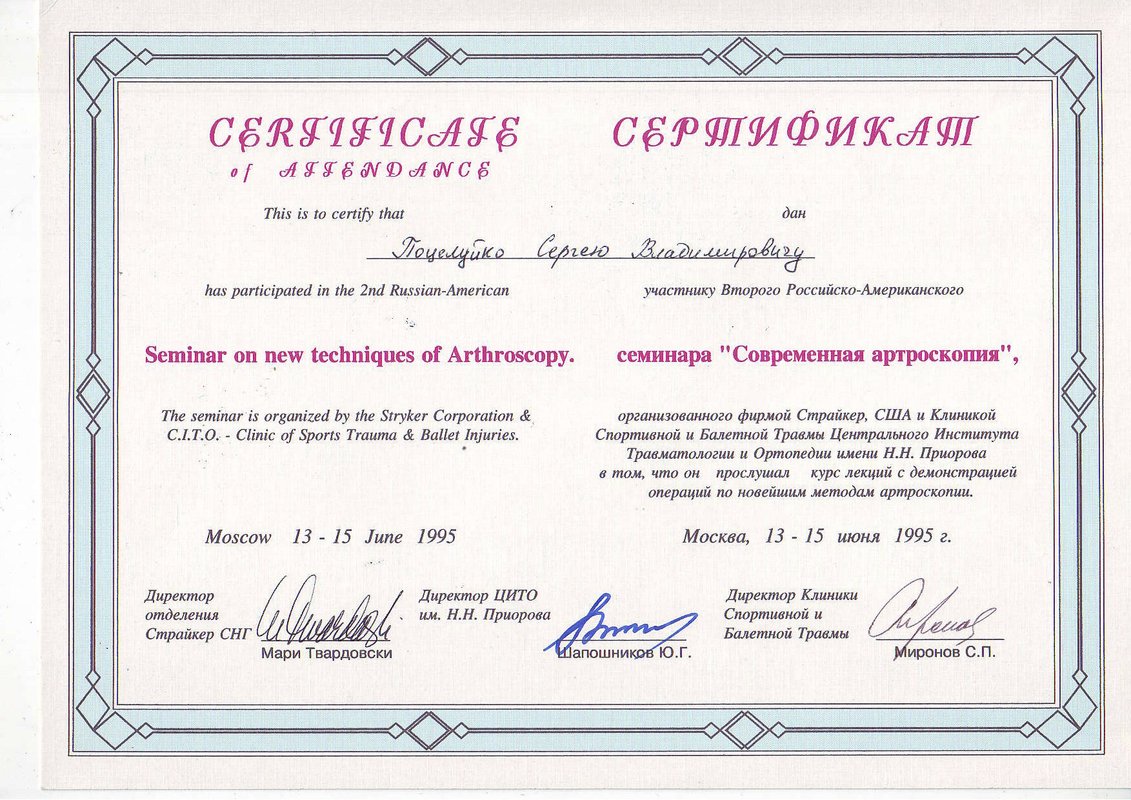 CERTIFICATE
of ATTENDANCE
This is to certify that
СЕРТИФИКАТ
дан
Поцелуйко Сергею Владимировичу
has participated in the 2nd Russian-American
Seminar on new techniques of Arthroscopy.
The seminar is organized by the Stryker Corporation &
C.I.T.O. - Clinic of Sports Trauma & Ballet Injuries.
Moscow 13 - 15 June 1995
участнику Второго Российско-Американского
семинара "Современная артроскопия",
организованного фирмой Страйкер, США и Клиникой
Спортивной и Балетной Травмы Центрального Института
Травматологии и Ортопедии имени Н.Н. Приорова
в том, что он прослушал курс лекций с демонстрацией
операций по новейшим методам артроскопии.
Москва, 13 - 15 июня 1995 г.
Директор
отделения
Страйкер СНГ
Мари Твардовски
Директор ЦИТО
им. Н.Н. Приорова
Шапошников Ю.Г.
Директор Клиники
Спортивной и
Балетной Травмы
Миронов С.П.